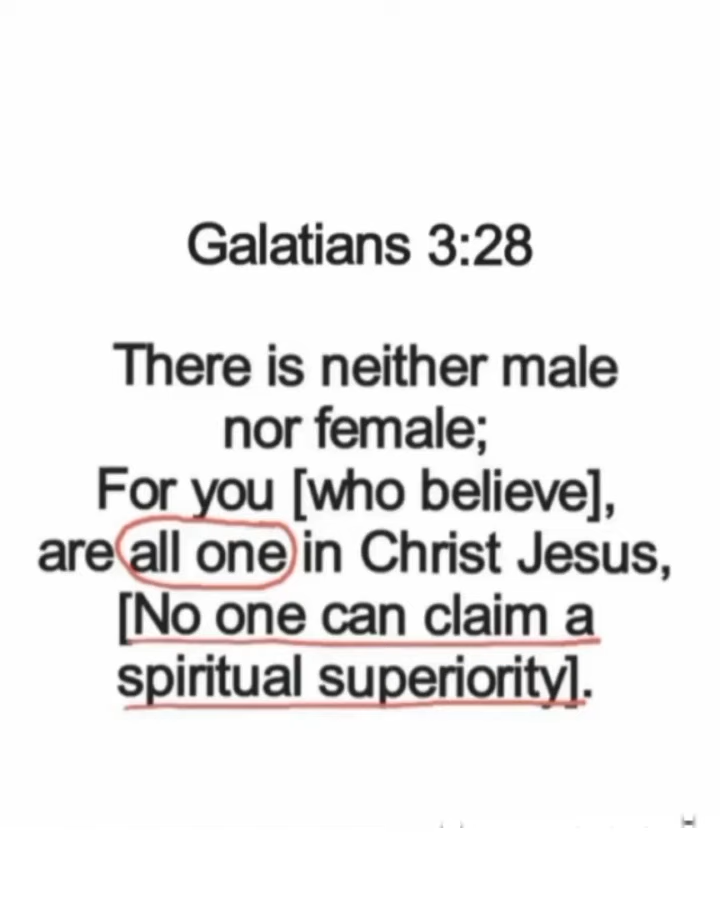 Galatians 3:28
There is neither male
nor female;
For you [who believe],
are all one in Christ Jesus,
[No one can claim a
spiritual superiority].